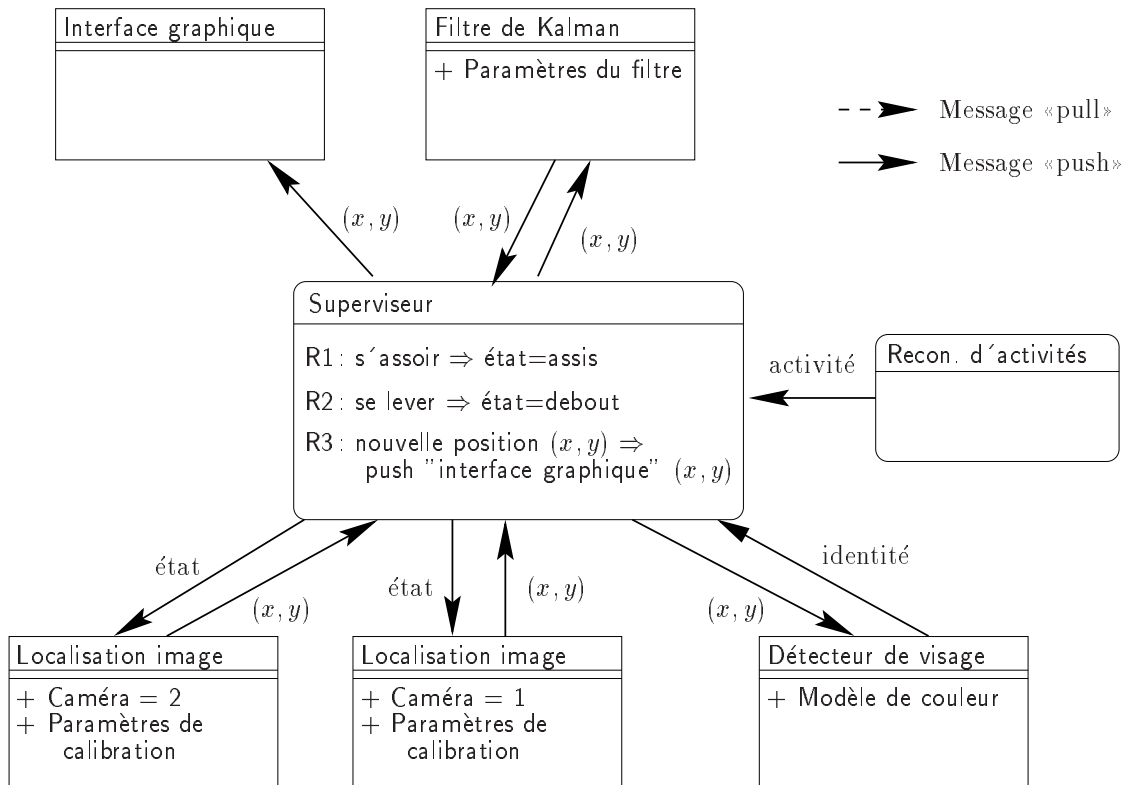 Interface graphique
Filtre de Kalman
+ Paramètres du filtre
Message «pull»
Message «push»
(x, y)
(x, y)
(x, y)
Superviseur
R1: s´assoir ⇒ état=assis
R2: se lever ⇒ état=debout
R3: nouvelle position (x, y) ⇒
push "interface graphique" (x, y)
activité
Recon. d´activités
état
(x, y)
état
(x, y)
(x, y)
identité
Localisation image
+ Caméra = 2
+ Paramètres de
calibration
Localisation image
+ Caméra = 1
+ Paramètres de
calibration
Détecteur de visage
+ Modèle de couleur